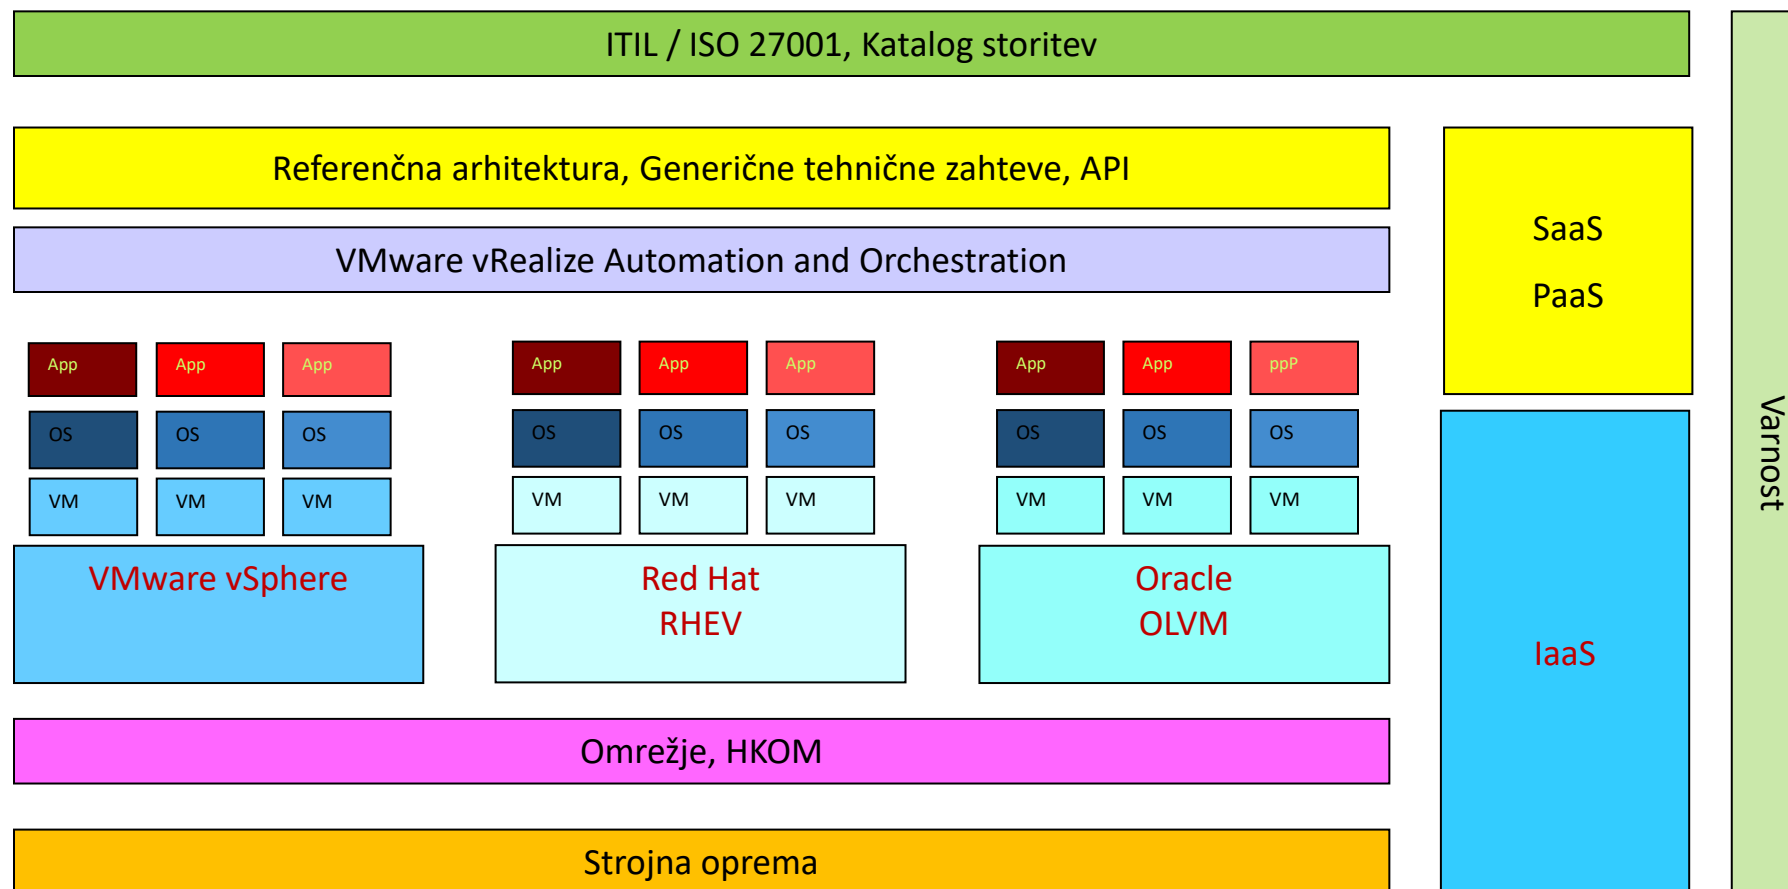 ITIL / ISO 27001, Katalog storitev
Referenčna arhitektura, Generične tehnične zahteve, API
VMware vRealize Automation and Orchestration
SaaS
PaaS
App App App App App App App App ppP
OS OS OS OS OS OS OS OS OS
VM VM VM VM VM VM VM VM VM
VMware vSphere
Red Hat
RHEV
Oracle
OLVM
IaaS
Omrežje, HKOM
Strojna oprema
Varnost